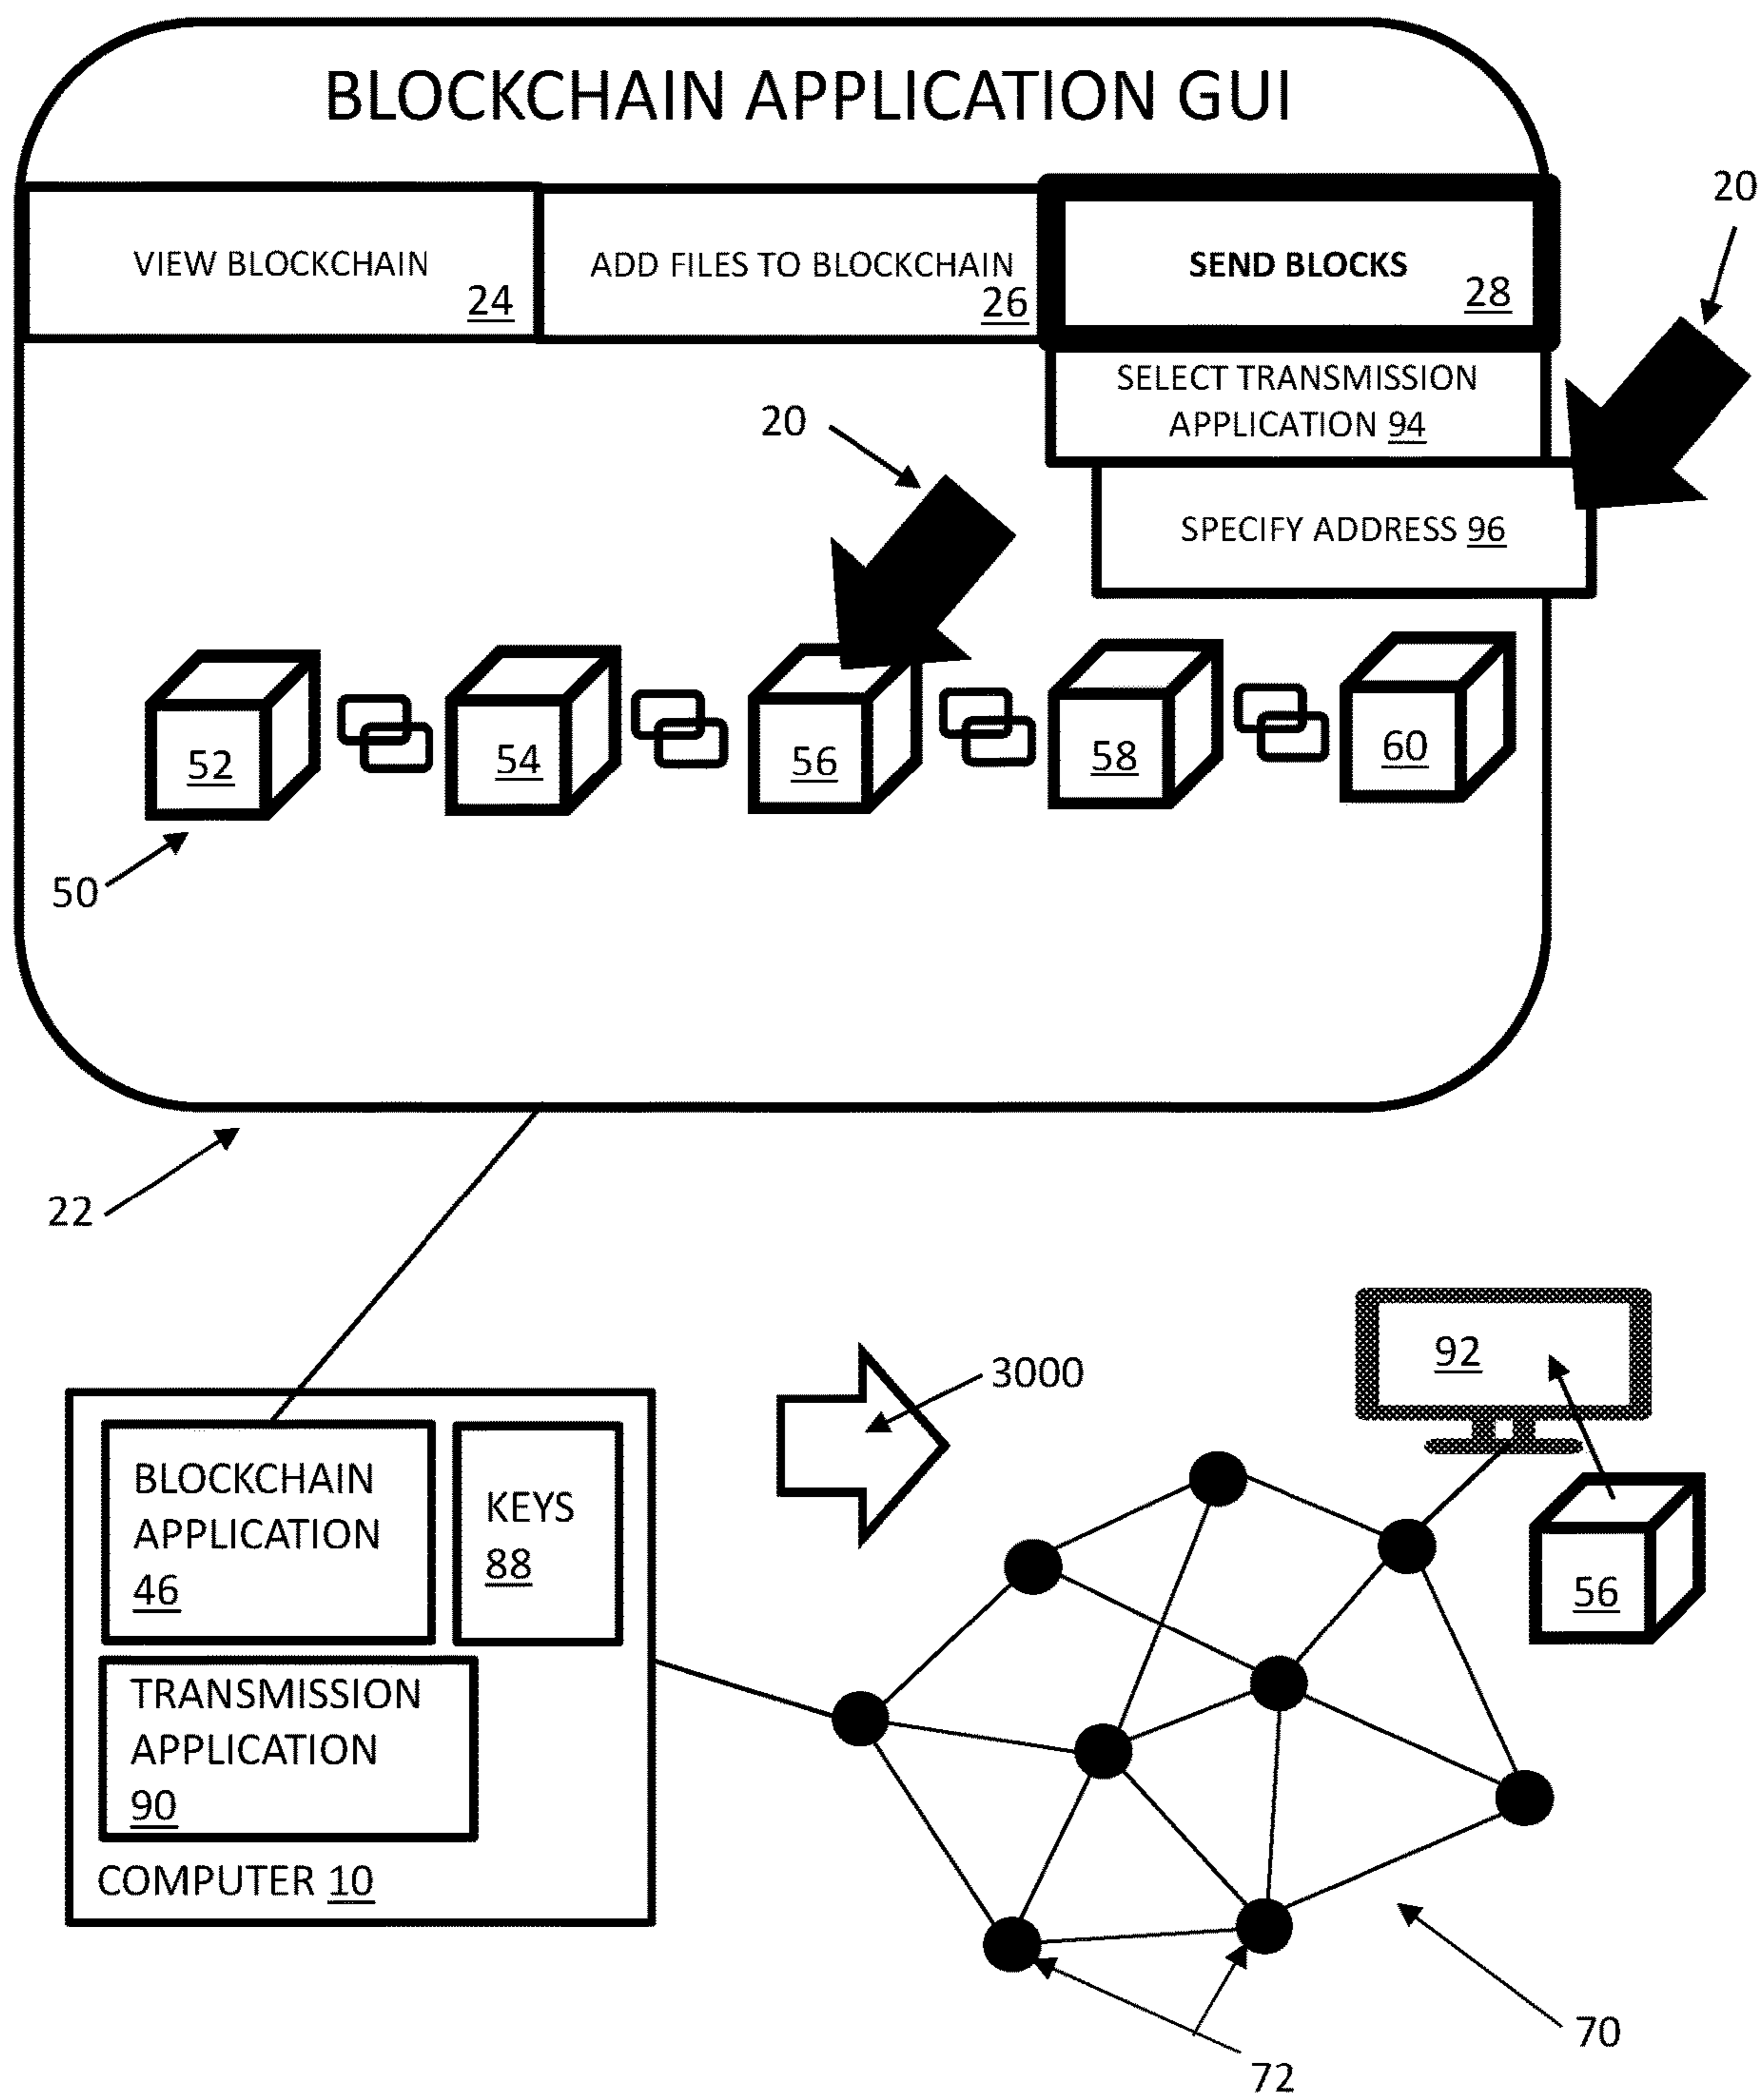 BLOCKCHAIN APPLICATION GUI
20
VIEW BLOCKCHAIN
24
ADD FILES TO BLOCKCHAIN
26
SEND BLOCKS
28
SELECT TRANSMISSION
APPLICATION 94
20
SPECIFY ADDRESS 96
52
54
56
58
60
50
22
3000
92
BLOCKCHAIN
APPLICATION
46
KEYS
88
56
TRANSMISSION
APPLICATION
90
COMPUTER 10
70
72